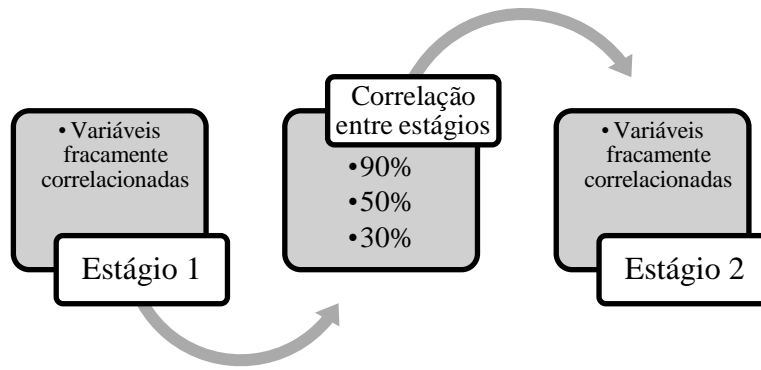 • Variáveis
fracamente
correlacionadas
Estágio 1
Correlação
entre estágios
•90%
•50%
•30%
• Variáveis
fracamente
correlacionadas
Estágio 2